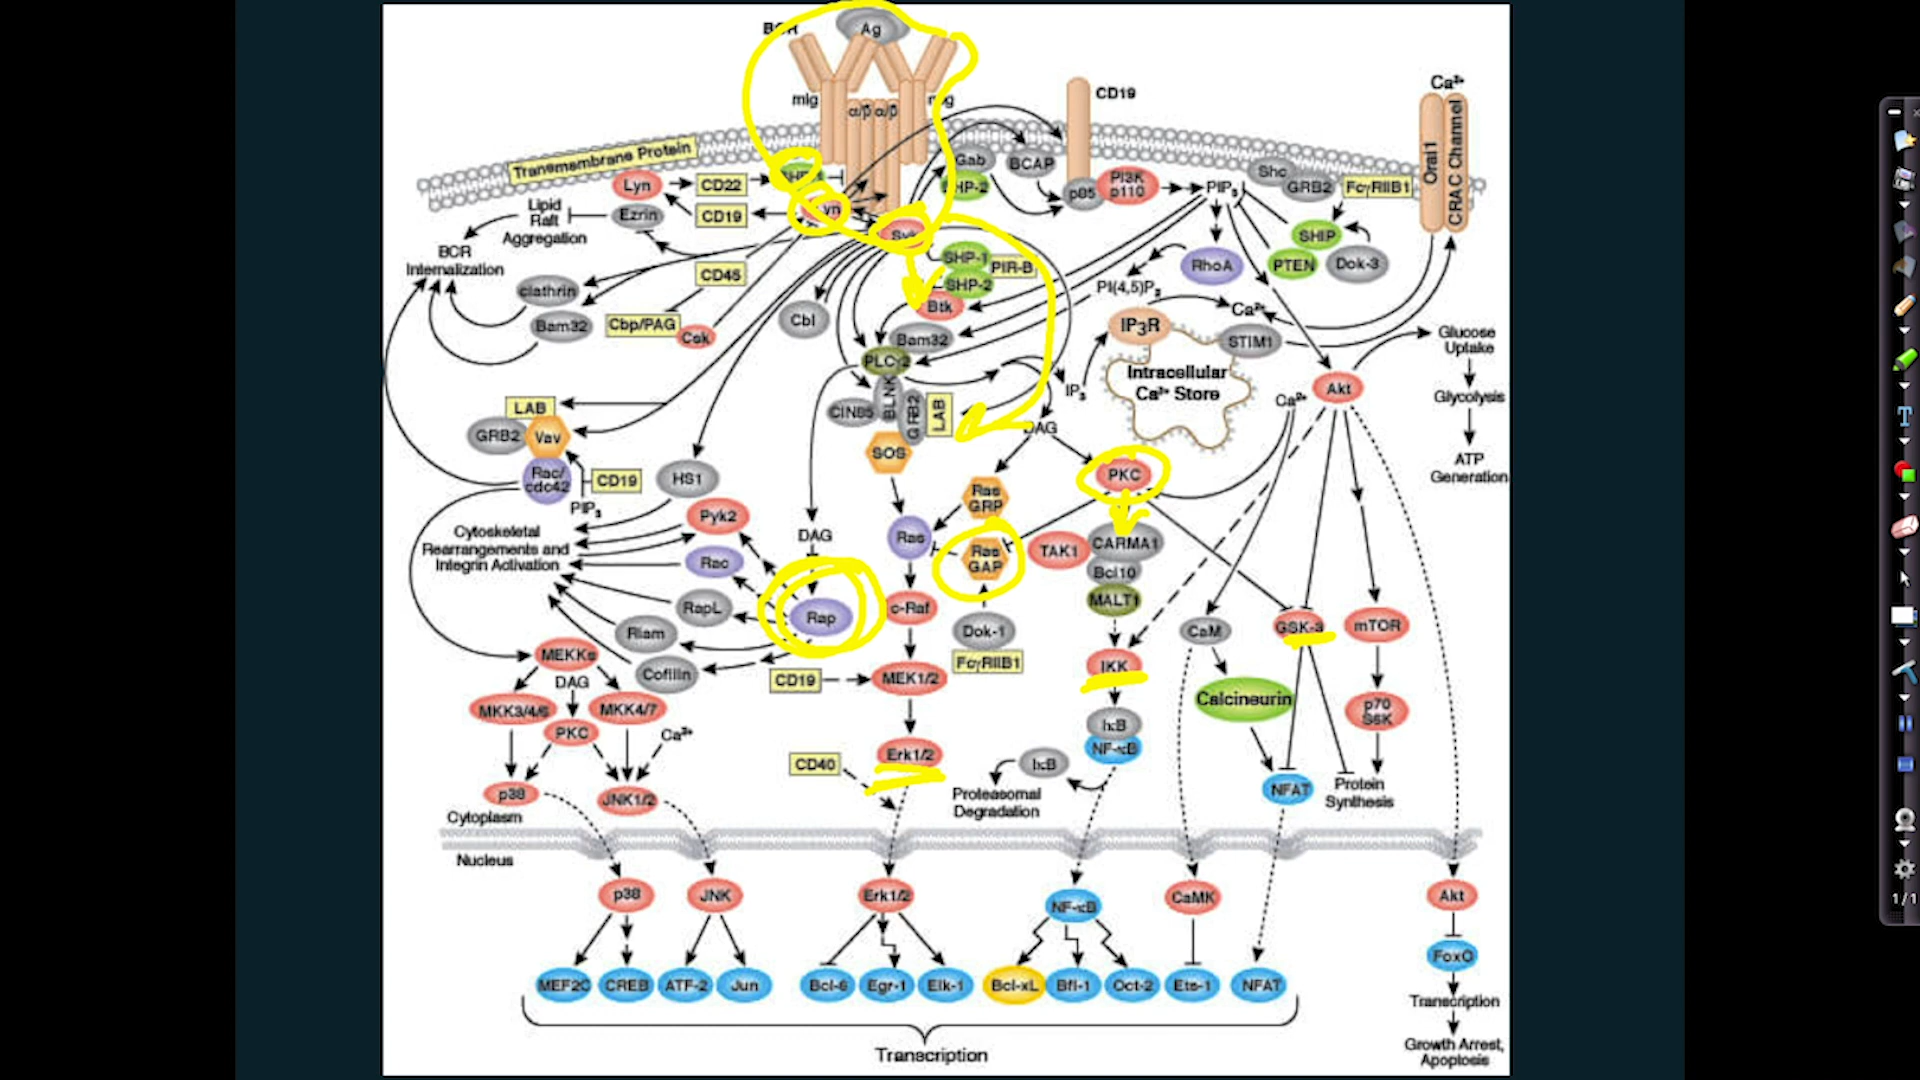 BCR
Ag
mIg
α/β α/β
mIg
CD19
Ca²⁺
Orai1
CRAC Channel
Transmembrane Protein
Lyn
CD22
SHP-1
Gab
SHP-2
BCAP
p85
PI3K
p110
PIP₃
Shc
GRB2
FcγRIIB1
Lipid
Raft
Aggregation
Ezrin
CD19
Lyn
Syk
SHIP
BCR
Internalization
SHP-1
PIR-B
SHP-2
RhoA
PTEN
Dok-3
clathrin
CD45
Btk
PI(4,5)P₂
Ca²⁺
Bam32
Cbp/PAG
Csk
Cbl
Bam32
IP₃R
STIM1
Glucose
Uptake
PLCγ2
Intracellular
Ca²⁺ Store
IP₃
Akt
Glycolysis
Ca²⁺
LAB
GRB2
Vav
CIN85
BLNK
GRB2
LAB
DAG
SOS
ATP
Generation
Rac/
cdc42
CD19
PIP₃
HS1
PKC
Ras
GRP
Cytoskeletal
Rearrangements and
Integrin Activation
Pyk2
DAG
Ras
Ras
GAP
TAK1
CARMA1
Bcl10
MALT1
Rac
RapL
Rap
c-Raf
Dok-1
FcγRIIB1
Riam
CaM
GSK-3
mTOR
MEKKs
Cofilin
CD19
MEK1/2
IKK
DAG
MKK3/4/6
MKK4/7
PKC
Ca²⁺
Calcineurin
p70
S6K
IκB
NF-κB
CD40
Erk1/2
IκB
Proteasomal
Degradation
NFAT
Protein
Synthesis
p38
JNK1/2
Cytoplasm
Nucleus
p38
JNK
Erk1/2
NF-κB
CaMK
Akt
MEF2C
CREB
ATF-2
Jun
Bcl-6
Egr-1
Elk-1
Bcl-xL
Bfl-1
Oct-2
Ets-1
NFAT
FoxO
Transcription
Growth Arrest,
Apoptosis
Transcription
T
1/1